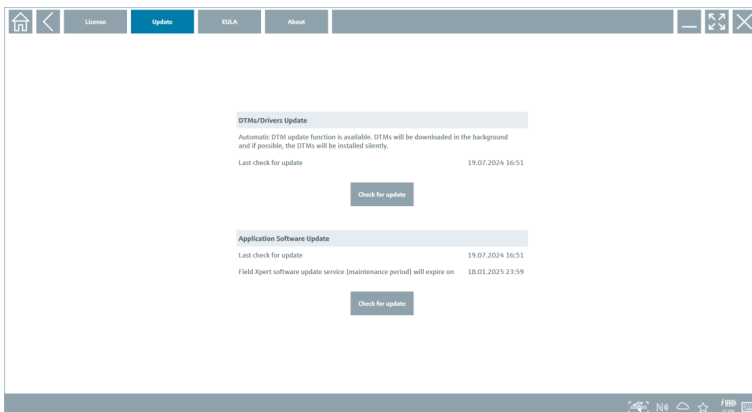 License
Update
EULA
About
DTMs/Drivers Update
Automatic DTM update function is available. DTMs will be downloaded in the background
and if possible, the DTMs will be installed silently.
Last check for update 19.07.2024 16:51
Check for update
Application Software Update
Last check for update 19.07.2024 16:51
Field Xpert software update service (maintenance period) will expire on 18.01.2025 23:59
Check for update